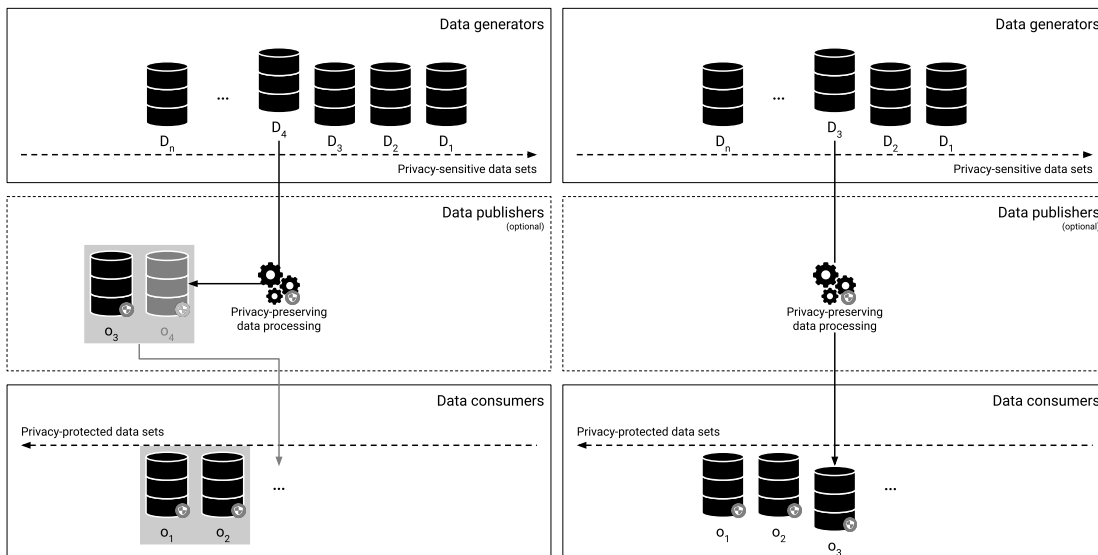 Data generators
...
Dn
D4
D3
D2
D1
Privacy-sensitive data sets
Data publishers
(optional)
o3
o4
Privacy-preserving
data processing
Data consumers
Privacy-protected data sets
...
o1
o2
Data generators
...
Dn
D3
D2
D1
Privacy-sensitive data sets
Data publishers
(optional)
Privacy-preserving
data processing
Data consumers
Privacy-protected data sets
...
o1
o2
o3